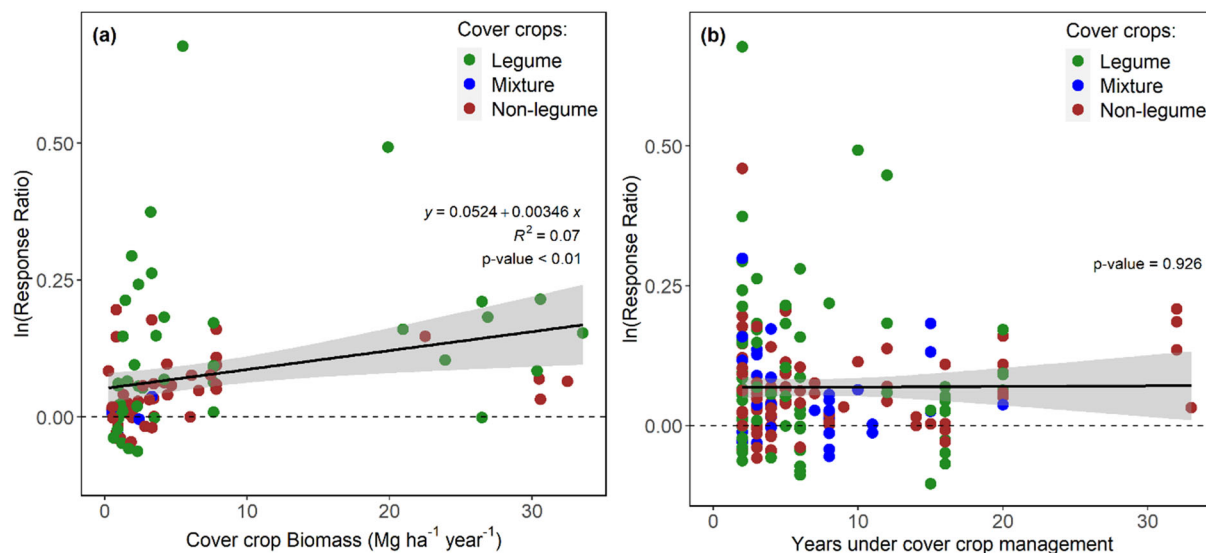 (a)
Cover crops:
Legume
Mixture
Non-legume
y = 0.0524 + 0.00346 x
R² = 0.07
p-value < 0.01
0.50
0.25
0.00
ln(Response Ratio)
0
10
20
30
Cover crop Biomass (Mg ha⁻¹ year⁻¹)
(b)
Cover crops:
Legume
Mixture
Non-legume
p-value = 0.926
0.50
0.25
0.00
ln(Response Ratio)
0
10
20
30
Years under cover crop management